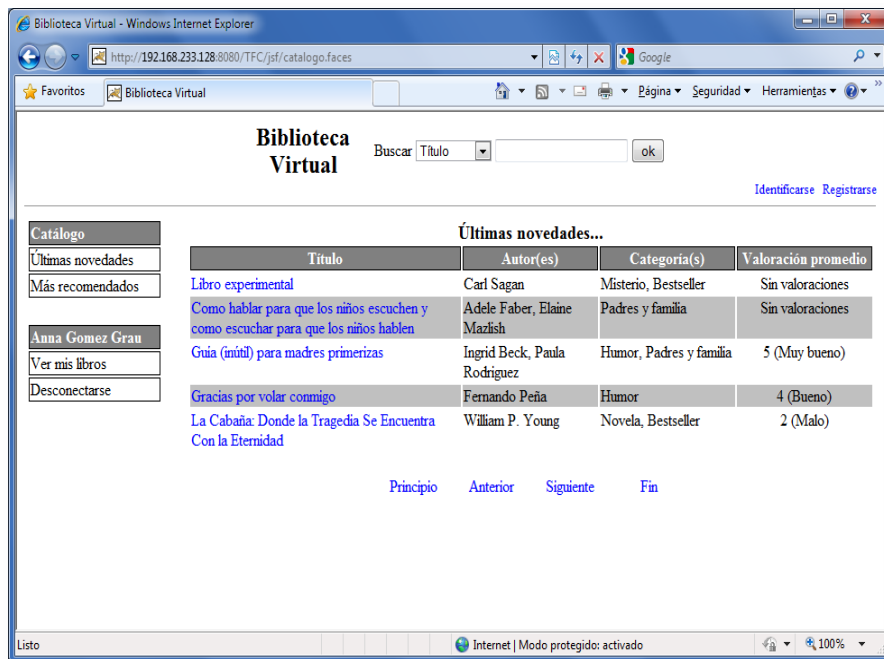 Biblioteca Virtual - Windows Internet Explorer
http://192.168.233.128:8080/TFC/jsf/catalogo.faces
Google
Favoritos
Biblioteca Virtual
Página
Seguridad
Herramientas
Biblioteca
Virtual
Buscar
Título
ok
Identificarse Registrarse
Catálogo
Últimas novedades
Más recomendados
Anna Gomez Grau
Ver mis libros
Desconectarse
Últimas novedades...
Título Autor(es) Categoría(s) Valoración promedio
Libro experimental Carl Sagan Misterio, Bestseller Sin valoraciones
Como hablar para que los niños escuchen y Adele Faber, Elaine Padres y familia Sin valoraciones
como escuchar para que los niños hablen Mazlish
Guía (inútil) para madres primerizas Ingrid Beck, Paula Humor, Padres y familia 5 (Muy bueno)
Rodriguez
Gracias por volar conmigo Fernando Peña Humor 4 (Bueno)
La Cabaña: Donde la Tragedia Se Encuentra William P. Young Novela, Bestseller 2 (Malo)
Con la Eternidad
Principio Anterior Siguiente Fin
Listo
Internet | Modo protegido: activado
100%